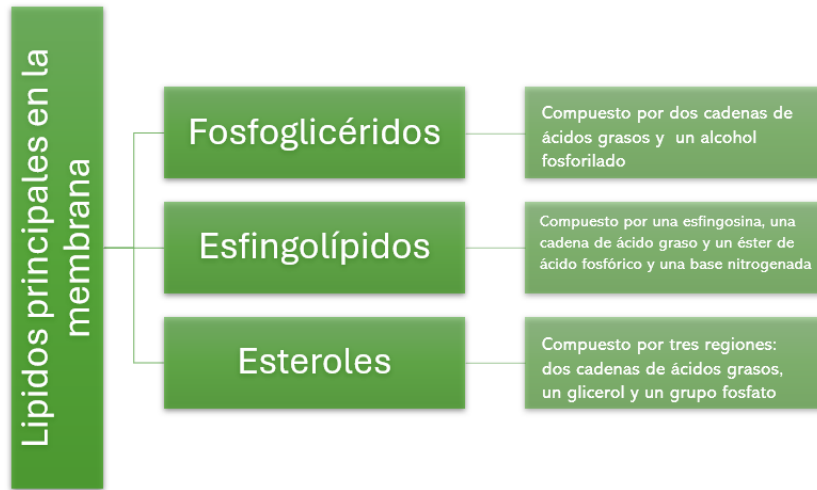 Lipidos principales en la
membrana
Fosfoglicéridos
Compuesto por dos cadenas de
ácidos grasos y un alcohol
fosforilado
Esfingolípidos
Compuesto por una esfingosina, una
cadena de ácido graso y un éster de
ácido fosfórico y una base nitrogenada
Esteroles
Compuesto por tres regiones:
dos cadenas de ácidos grasos,
un glicerol y un grupo fosfato